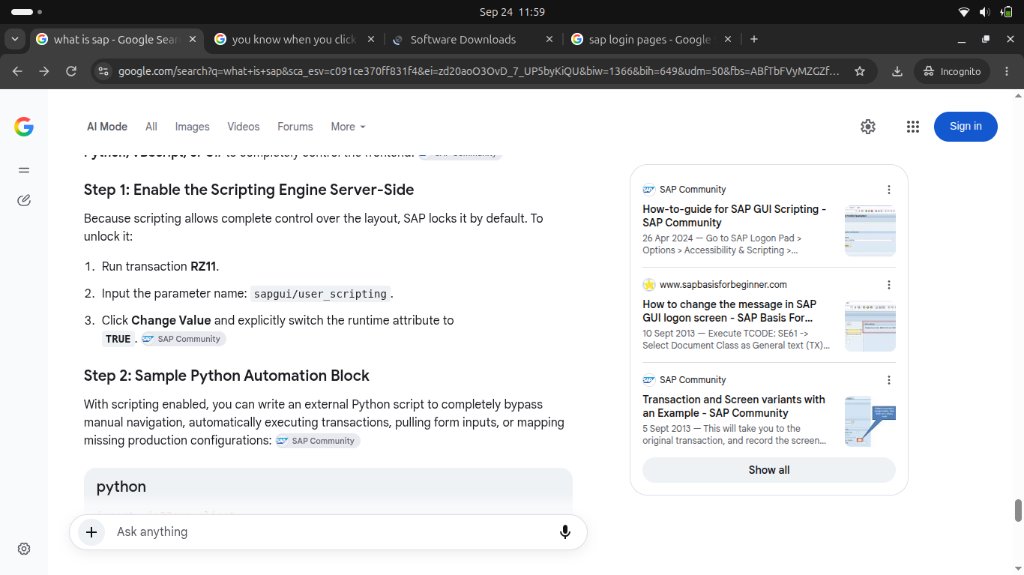 Sep 24 11:59
what is sap - Google Sear
you know when you click
Software Downloads
sap login pages - Google
google.com/search?q=what+is+sap&sca_esv=c091ce370ff831f4&ei=zd20aoO3OvD_7_UP5byKiQU&biw=1366&bih=649&udm=50&fbs=ABfTbFVyMZGZf...
Incognito
AI Mode
All
Images
Videos
Forums
More
Sign in
Step 1: Enable the Scripting Engine Server-Side
Because scripting allows complete control over the layout, SAP locks it by default. To
unlock it:
1. Run transaction RZ11.
2. Input the parameter name: sapgui/user_scripting .
3. Click Change Value and explicitly switch the runtime attribute to
TRUE . SAP Community
Step 2: Sample Python Automation Block
With scripting enabled, you can write an external Python script to completely bypass
manual navigation, automatically executing transactions, pulling form inputs, or mapping
missing production configurations: SAP Community
python
Ask anything
SAP Community
How-to-guide for SAP GUI Scripting -
SAP Community
26 Apr 2024 — Go to SAP Logon Pad >
Options > Accessibility & Scripting >...
www.sapbasisforbeginner.com
How to change the message in SAP
GUI logon screen - SAP Basis For...
10 Sept 2013 — Execute TCODE: SE61 ->
Select Document Class as General text (TX)...
SAP Community
Transaction and Screen variants with
an Example - SAP Community
5 Sept 2013 — This will take you to the
original transaction, and record the screen...
Show all